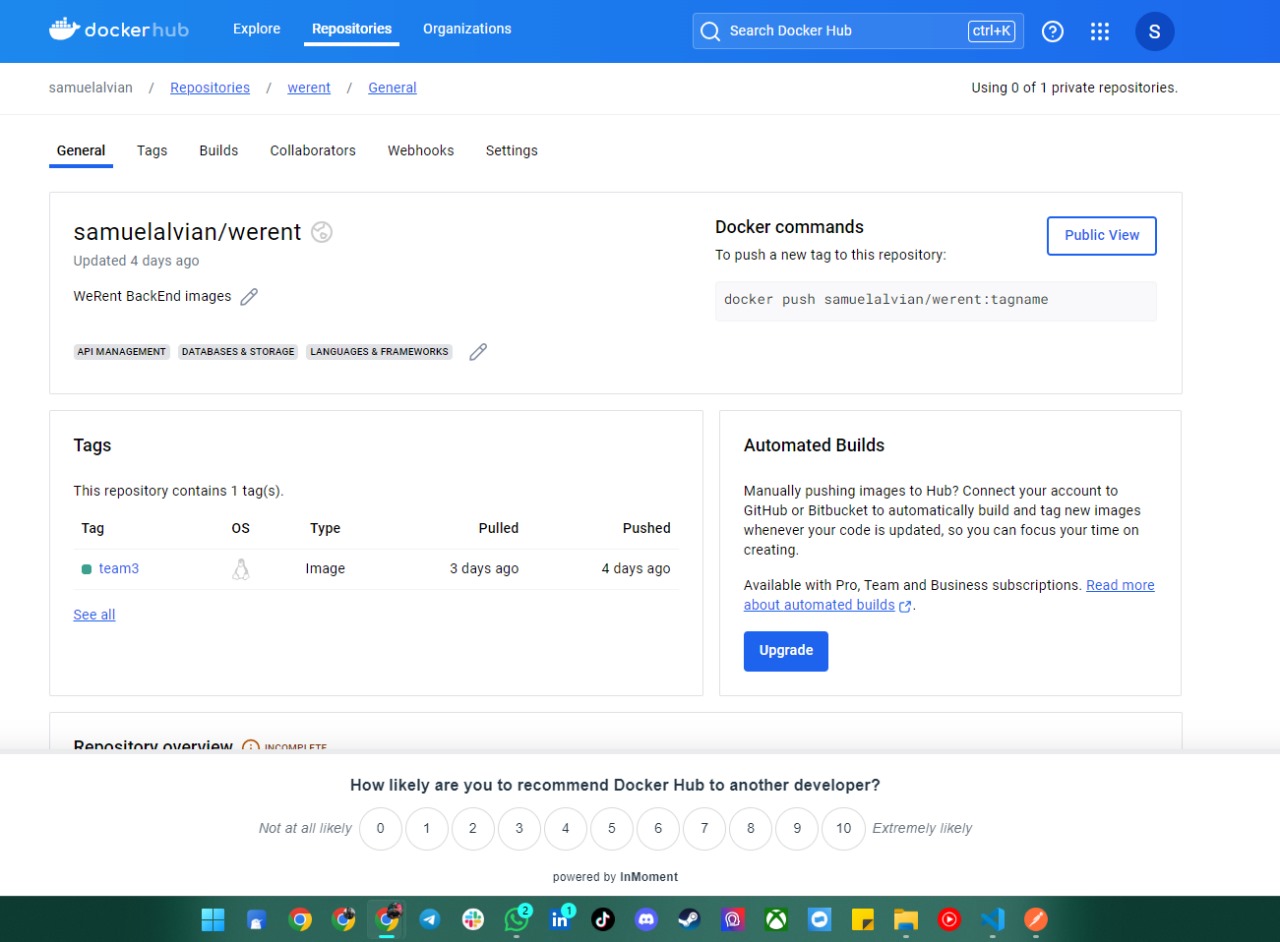 dockerhub
Explore
Repositories
Organizations
Search Docker Hub
ctrl+K
S
samuelalvian / Repositories / werent / General
Using 0 of 1 private repositories.
General
Tags
Builds
Collaborators
Webhooks
Settings
samuelalvian/werent
Updated 4 days ago
WeRent BackEnd images
API MANAGEMENT
DATABASES & STORAGE
LANGUAGES & FRAMEWORKS
Docker commands
To push a new tag to this repository:
Public View
docker push samuelalvian/werent:tagname
Tags
This repository contains 1 tag(s).
Tag OS Type Pulled Pushed
team3 Image 3 days ago 4 days ago
See all
Automated Builds
Manually pushing images to Hub? Connect your account to
GitHub or Bitbucket to automatically build and tag new images
whenever your code is updated, so you can focus your time on
creating.
Available with Pro, Team and Business subscriptions. Read more
about automated builds .
Upgrade
Repository overview INCOMPLETE
How likely are you to recommend Docker Hub to another developer?
Not at all likely 0 1 2 3 4 5 6 7 8 9 10 Extremely likely
powered by InMoment
2
in 1